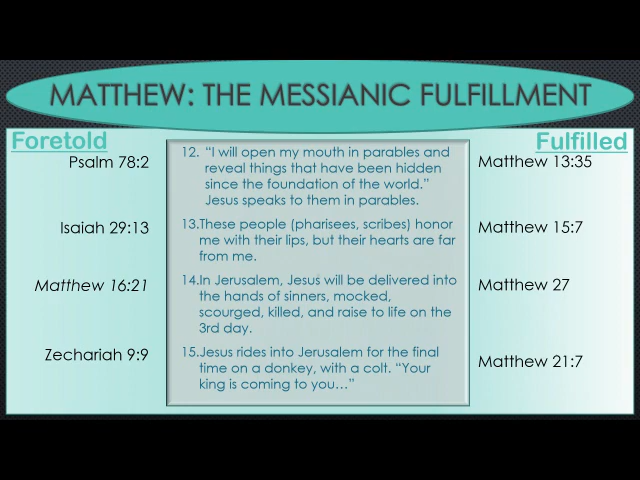 MATTHEW: THE MESSIANIC FULFILLMENT
Foretold
Fulfilled
Psalm 78:2
12. “I will open my mouth in parables and
reveal things that have been hidden
since the foundation of the world.”
Jesus speaks to them in parables.
Matthew 13:35
Isaiah 29:13
13.These people (pharisees, scribes) honor
me with their lips, but their hearts are far
from me.
Matthew 15:7
Matthew 16:21
14.In Jerusalem, Jesus will be delivered into
the hands of sinners, mocked,
scourged, killed, and raise to life on the
3rd day.
Matthew 27
Zechariah 9:9
15.Jesus rides into Jerusalem for the final
time on a donkey, with a colt. “Your
king is coming to you…”
Matthew 21:7